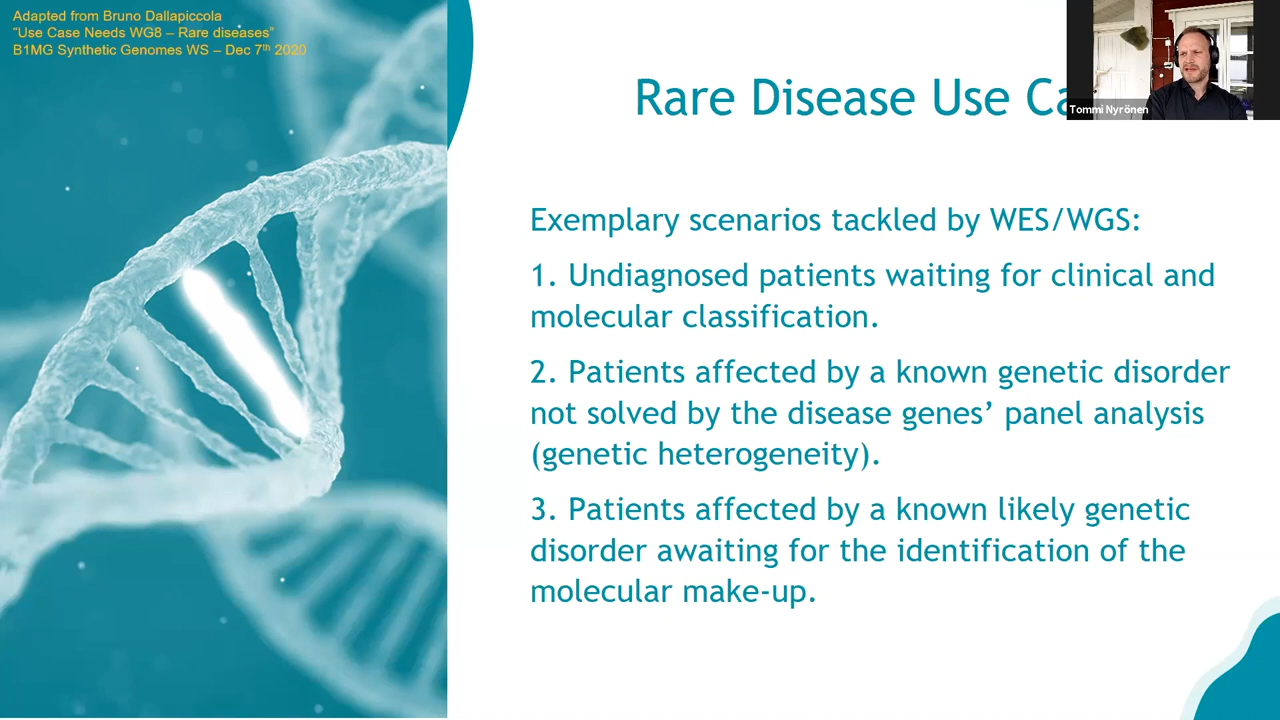 Adapted from Bruno Dallapiccola
“Use Case Needs WG8 – Rare diseases”
B1MG Synthetic Genomes WS – Dec 7th 2020
Rare Disease Use Ca
Tommi Nyrönen
Exemplary scenarios tackled by WES/WGS:
1. Undiagnosed patients waiting for clinical and
molecular classification.
2. Patients affected by a known genetic disorder
not solved by the disease genes’ panel analysis
(genetic heterogeneity).
3. Patients affected by a known likely genetic
disorder awaiting for the identification of the
molecular make-up.